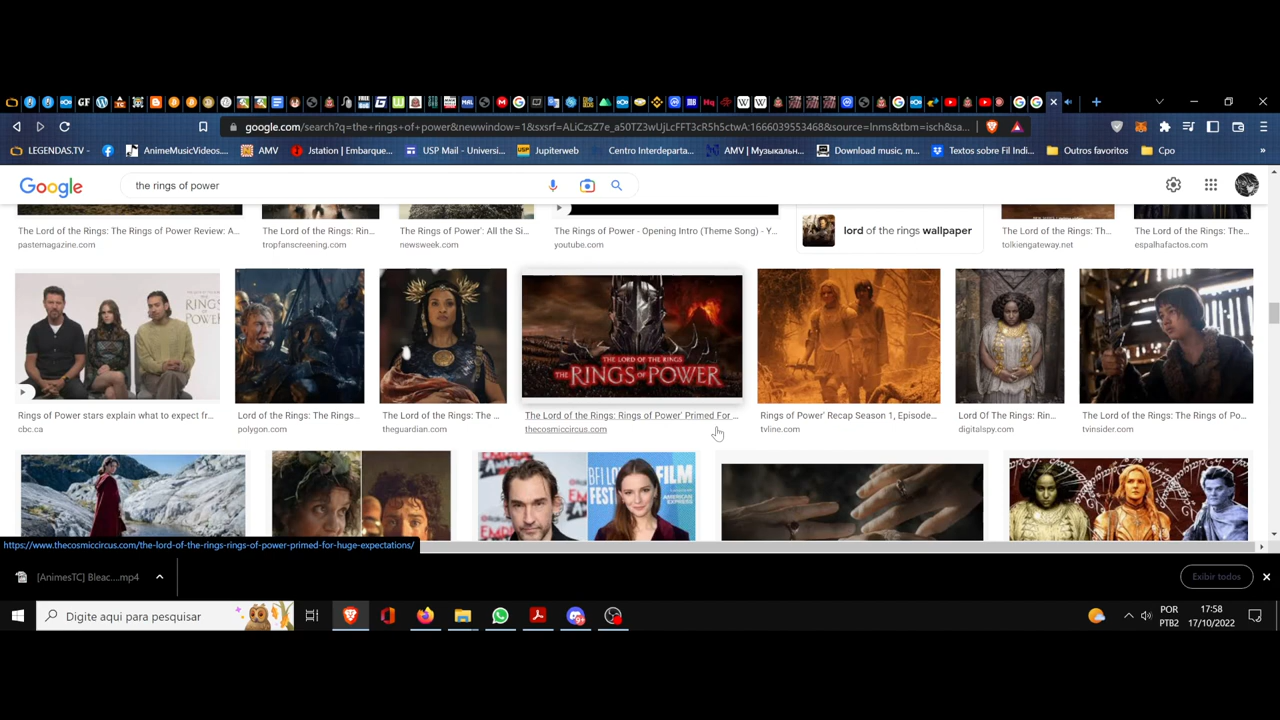 google.com/search?q=the+rings+of+power&newwindow=1&sxsrf=ALiCzsZ7e_a50TZ3wUjLcFFT3cR5h5ctwA:1666039553468&source=lnms&tbm=isch&sa...
LEGENDAS.TV AnimeMusicVideos... AMV Jstation | Embarque... USP Mail - Universi... Jupiterweb Centro Interdeparta... AMV | Музыкальн... Download music, m... Textos sobre Fil Indi... Outros favoritos Cpo
Google the rings of power
The Lord of the Rings: The Rings of Power Review: A... The Lord of the Rings: Rin... The Rings of Power': All the Si... The Rings of Power - Opening Intro (Theme Song) - Y... lord of the rings wallpaper The Lord of the Rings: Th... The Lord of the Rings: The...
pastemagazine.com tropfanscreening.com newsweek.com youtube.com tolkiengateway.net espalhafactos.com
THE
RINGS
OF
POWER
THE LORD OF THE RINGS
THE RINGS OF POWER
Rings of Power stars explain what to expect fr... Lord of the Rings: The Rings... The Lord of the Rings: The ... The Lord of the Rings: Rings of Power' Primed For ... Rings of Power' Recap Season 1, Episode... Lord Of The Rings: Rin... The Lord of the Rings: The Rings of Po...
cbc.ca polygon.com theguardian.com thecosmiccircus.com tvline.com digitalspy.com tvinsider.com
FILM
FEST
AMERICAN
EXPRESS
EMPIRE
https://www.thecosmiccircus.com/the-lord-of-the-rings-rings-of-power-primed-for-huge-expectations/
[AnimesTC] Bleac....mp4 Exibir todos
Digite aqui para pesquisar
POR 17:58
PTB2 17/10/2022